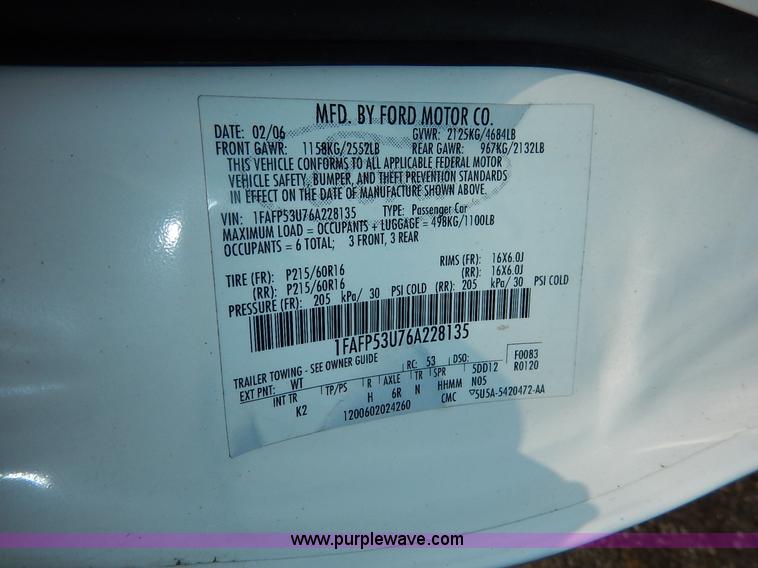 MFD. BY FORD MOTOR CO.
DATE: 02/06 GVWR: 2125KG/4684LB
FRONT GAWR: 1158KG/2552LB REAR GAWR: 967KG/2132LB
THIS VEHICLE CONFORMS TO ALL APPLICABLE FEDERAL MOTOR
VEHICLE SAFETY, BUMPER, AND THEFT PREVENTION STANDARDS
IN EFFECT ON THE DATE OF MANUFACTURE SHOWN ABOVE.
VIN: 1FAFP53U76A228135 TYPE: Passenger Car
MAXIMUM LOAD = OCCUPANTS + LUGGAGE = 498KG/1100LB
OCCUPANTS = 6 TOTAL; 3 FRONT, 3 REAR
RIMS (FR): 16X6.0J
TIRE (FR): P215/60R16 (RR): 16X6.0J
(RR): P215/60R16
PRESSURE (FR): 205 kPa/ 30 PSI COLD (RR): 205 kPa/ 30 PSI COLD
1FAFP53U76A228135
TRAILER TOWING - SEE OWNER GUIDE RC: 53 DSO: F0083
EXT PNT: WT 5DD12 R0120
INT TR TP/PS R AXLE TR SPR N05
K2 H 6R N HHMM
1200602024260 CMC ▽5U5A-5420472-AA
www.purplewave.com